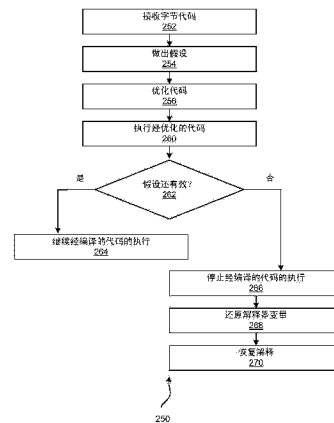 接收字节代码
252
做出假设
254
优化代码
256
执行经优化的代码
260
假设还有效?
262
是
否
继续经编译的代码的执行
264
停止经编译的代码的执行
266
还原解释器变量
268
恢复解释
270
250